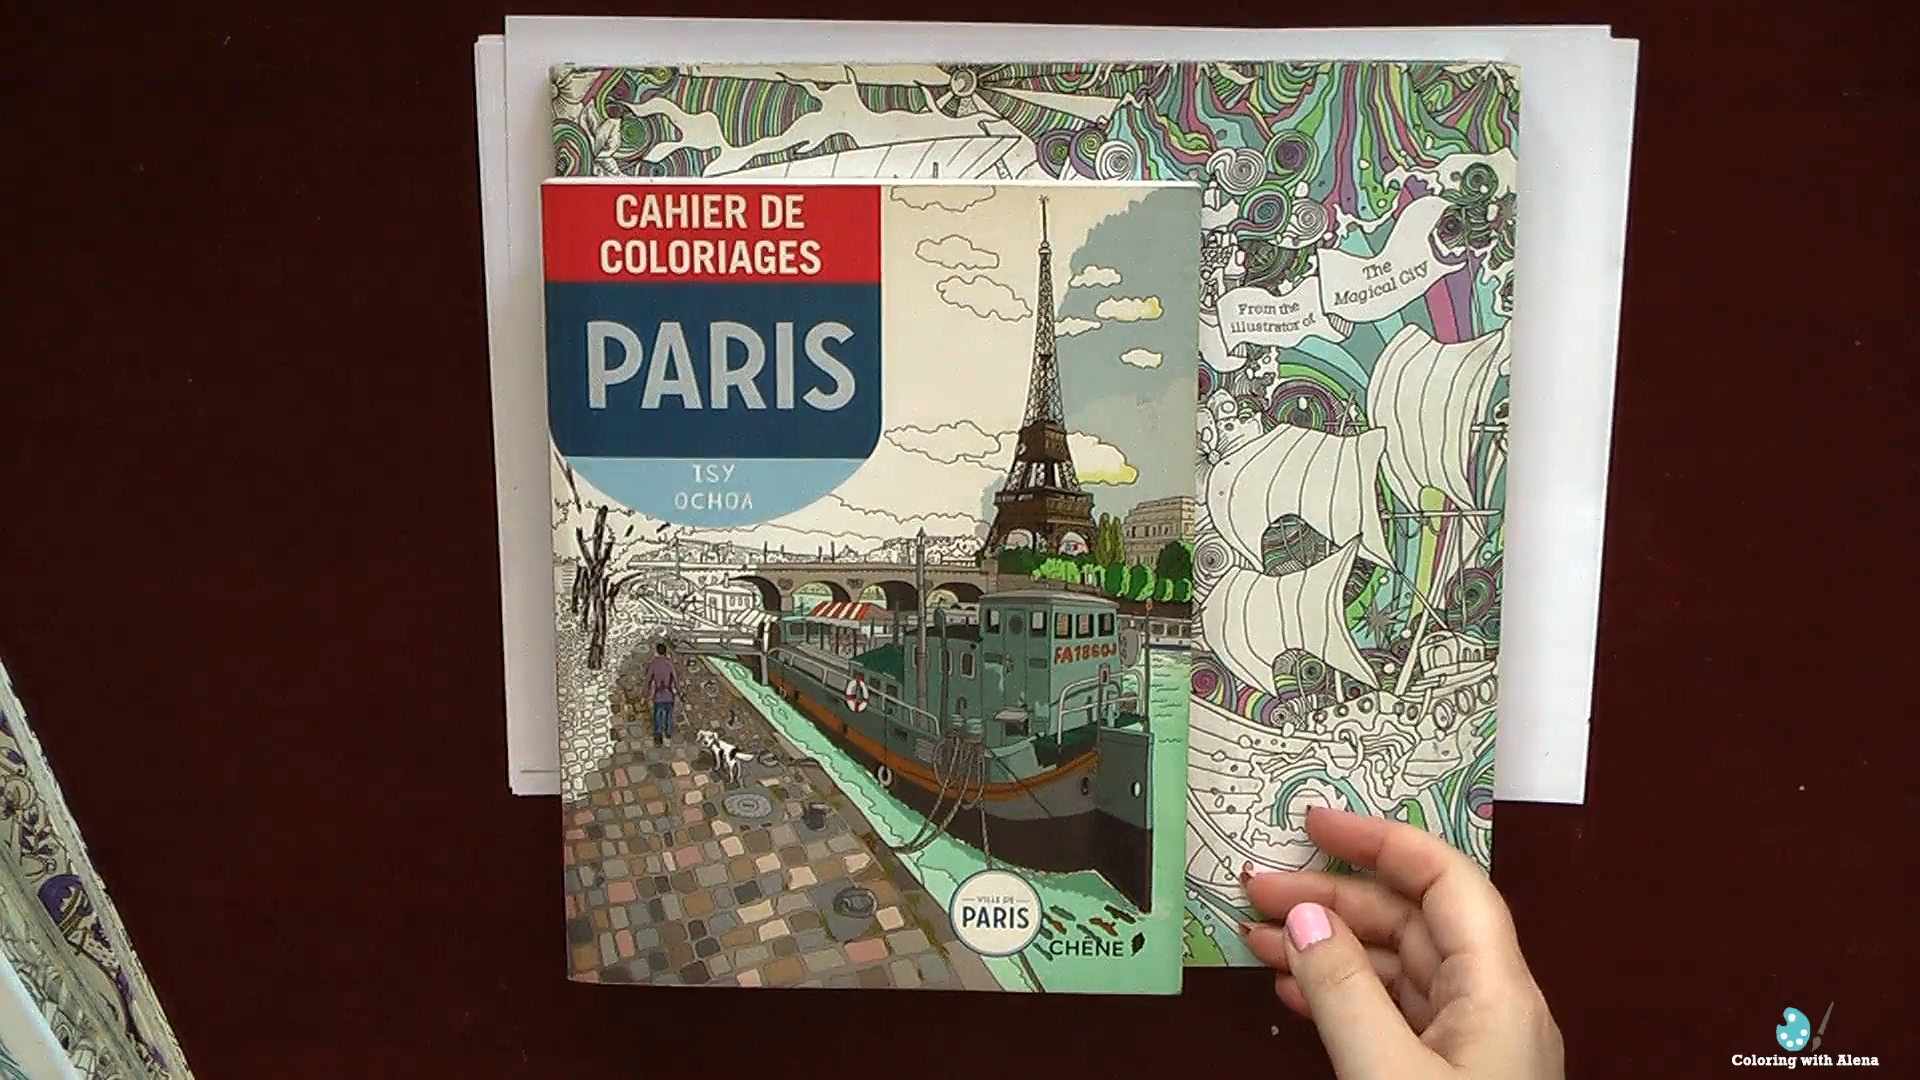 CAHIER DE
COLORIAGES
PARIS
ISY
OCHOA
The
Magical City
From the
illustrator of
FA1860J
VILLE DE
PARIS
CHÊNE
Coloring with Alena